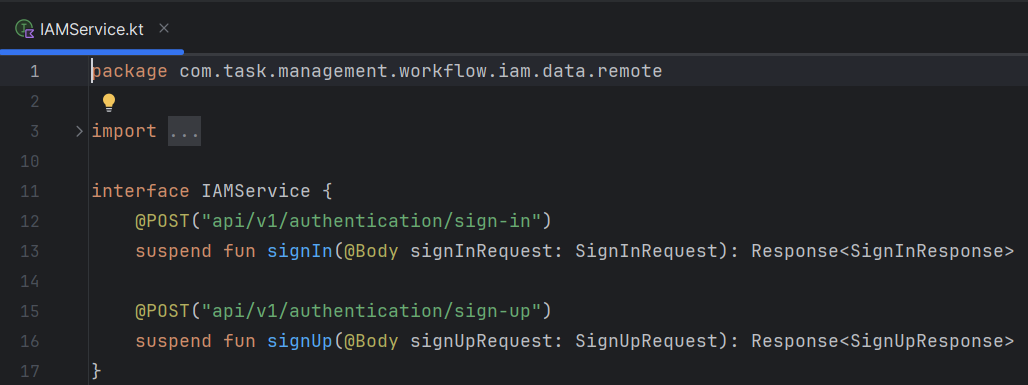 IAMService.kt
1 package com.task.management.workflow.iam.data.remote
2
3 import ...
10
11 interface IAMService {
12 @POST("api/v1/authentication/sign-in")
13 suspend fun signIn(@Body signInRequest: SignInRequest): Response<SignInResponse>
14
15 @POST("api/v1/authentication/sign-up")
16 suspend fun signUp(@Body signUpRequest: SignUpRequest): Response<SignUpResponse>
17 }